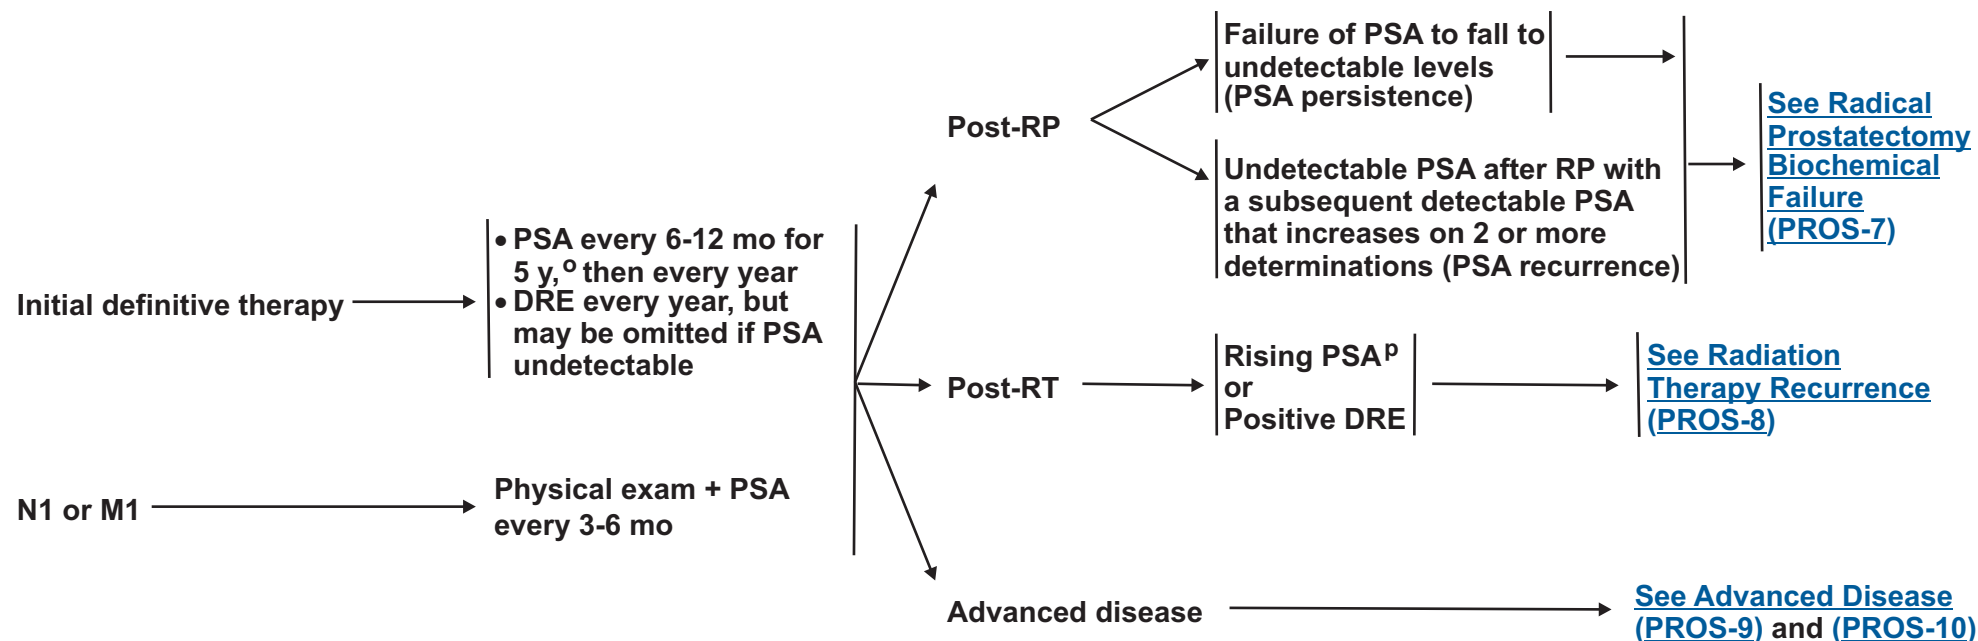 Initial definitive therapy
• PSA every 6-12 mo for
5 y,º then every year
• DRE every year, but
may be omitted if PSA
undetectable
N1 or M1
Physical exam + PSA
every 3-6 mo
Post-RP
Failure of PSA to fall to
undetectable levels
(PSA persistence)
Undetectable PSA after RP with
a subsequent detectable PSA
that increases on 2 or more
determinations (PSA recurrence)
See Radical
Prostatectomy
Biochemical
Failure
(PROS-7)
Post-RT
Rising PSAᵖ
or
Positive DRE
See Radiation
Therapy Recurrence
(PROS-8)
Advanced disease
See Advanced Disease
(PROS-9) and (PROS-10)